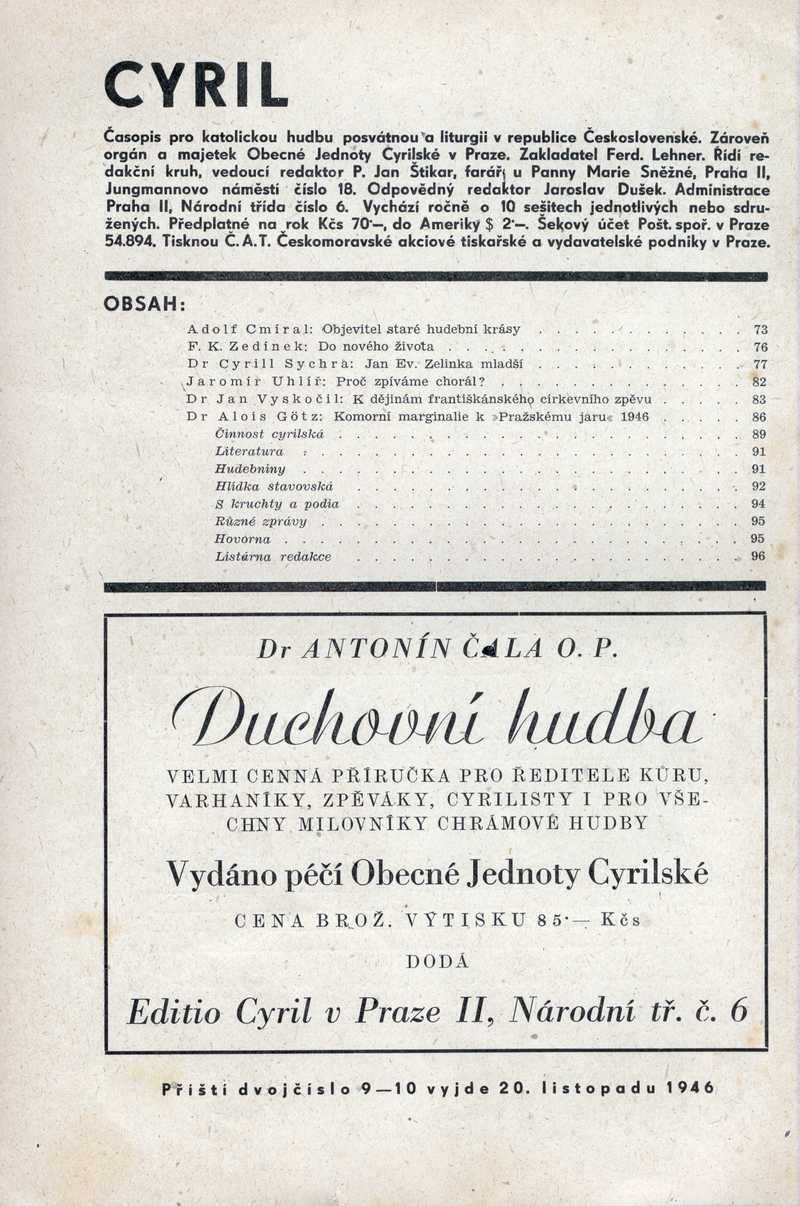 CYRIL
Časopis pro katolickou hudbu posvátnou a liturgii v republice Československé. Zároveň
orgán a majetek Obecné Jednoty Cyrilské v Praze. Zakladatel Ferd. Lehner. Řídí re-
dakční kruh, vedoucí redaktor P. Jan Štikar, farář u Panny Marie Sněžné, Praha II,
Jungmannovo náměstí číslo 18. Odpovědný redaktor Jaroslav Dušek. Administrace
Praha II, Národní třída číslo 6. Vychází ročně o 10 sešitech jednotlivých nebo sdru-
žených. Předplatné na rok Kčs 70·—, do Ameriky $ 2·—. Šekový účet Pošt. spoř. v Praze
54.894. Tisknou Č. A. T. Českomoravské akciové tiskařské a vydavatelské podniky v Praze.
OBSAH:
Adolf Cmíral: Objevitel staré hudební krásy . . . . . . . . . . 73
F. K. Zedínek: Do nového života . . . . . . . . . . . . . . 76
Dr Cyrill Sychra: Jan Ev. Zelinka mladší . . . . . . . . . . 77
Jaromír Uhlíř: Proč zpíváme chorál? . . . . . . . . . . . . 82
Dr Jan Vyskočil: K dějinám františkánského církevního zpěvu . . . . . 83
Dr Alois Götz: Komorní marginalie k »Pražskému jaru« 1946 . . . . . 86
Činnost cyrilská . . . . . . . . . . . . . . . . . . . . 89
Literatura . . . . . . . . . . . . . . . . . . . . . . 91
Hudebniny . . . . . . . . . . . . . . . . . . . . . . 91
Hlídka stavovská . . . . . . . . . . . . . . . . . . . . 92
S kruchty a podia . . . . . . . . . . . . . . . . . . . 94
Různé zprávy . . . . . . . . . . . . . . . . . . . . . 95
Hovorna . . . . . . . . . . . . . . . . . . . . . . . 95
Listárna redakce . . . . . . . . . . . . . . . . . . . . 96
Dr ANTONÍN ČALA O. P.
Duchovní hudba
VELMI CENNÁ PŘÍRUČKA PRO ŘEDITELE KŮRU,
VARHANÍKY, ZPĚVÁKY, CYRILISTY I PRO VŠE-
CHNY MILOVNÍKY CHRÁMOVÉ HUDBY
Vydáno péčí Obecné Jednoty Cyrilské
CENA BROŽ. VÝTISKU 85·— Kčs
DODÁ
Editio Cyril v Praze II, Národní tř. č. 6
Příští dvojčíslo 9—10 vyjde 20. listopadu 1946